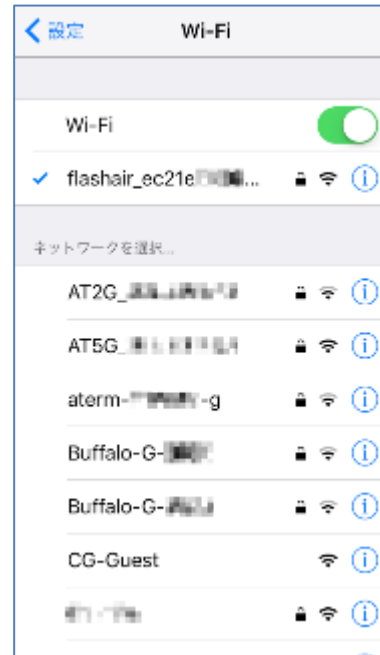 設定
Wi-Fi
Wi-Fi
flashair_ec21e
ネットワークを選択...
AT2G_
AT5G_
aterm- -g
Buffalo-G-
Buffalo-G-
CG-Guest